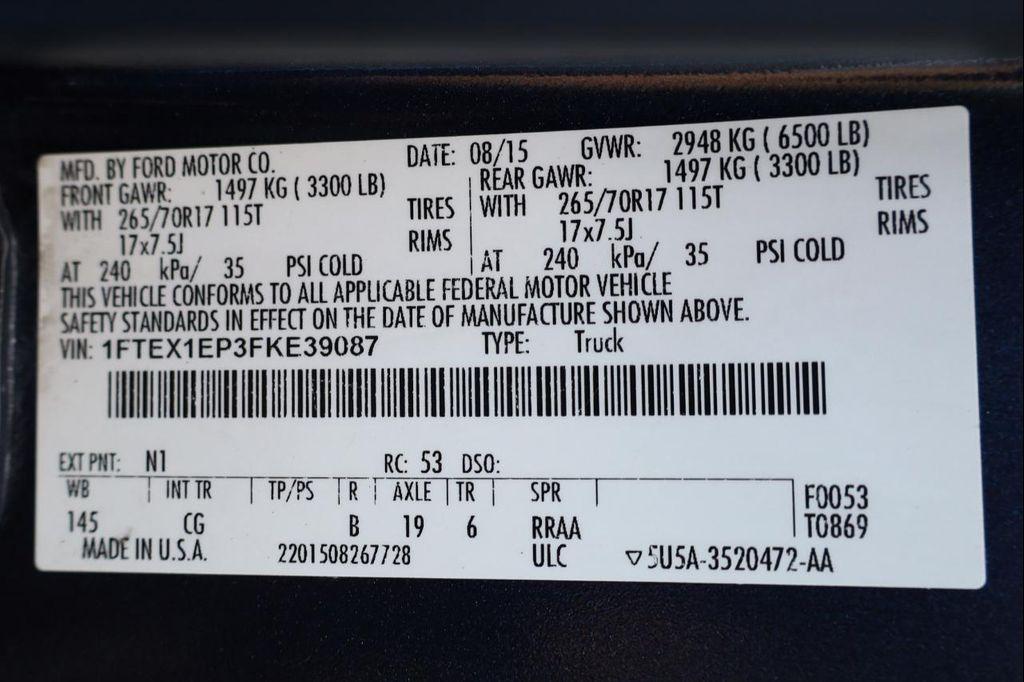 MFD. BY FORD MOTOR CO. DATE: 08/15 GVWR: 2948 KG ( 6500 LB)
FRONT GAWR: 1497 KG ( 3300 LB) REAR GAWR: 1497 KG ( 3300 LB)
WITH 265/70R17 115T TIRES WITH 265/70R17 115T TIRES
17x7.5J RIMS 17x7.5J RIMS
AT 240 kPa/ 35 PSI COLD AT 240 kPa/ 35 PSI COLD
THIS VEHICLE CONFORMS TO ALL APPLICABLE FEDERAL MOTOR VEHICLE
SAFETY STANDARDS IN EFFECT ON THE DATE OF MANUFACTURE SHOWN ABOVE.
VIN: 1FTEX1EP3FKE39087 TYPE: Truck
EXT PNT: N1 RC: 53 DSO:
WB INT TR TP/PS R AXLE TR SPR F0053
145 CG B 19 6 RRAA T0869
MADE IN U.S.A. 2201508267728 ULC ▽5U5A-3520472-AA